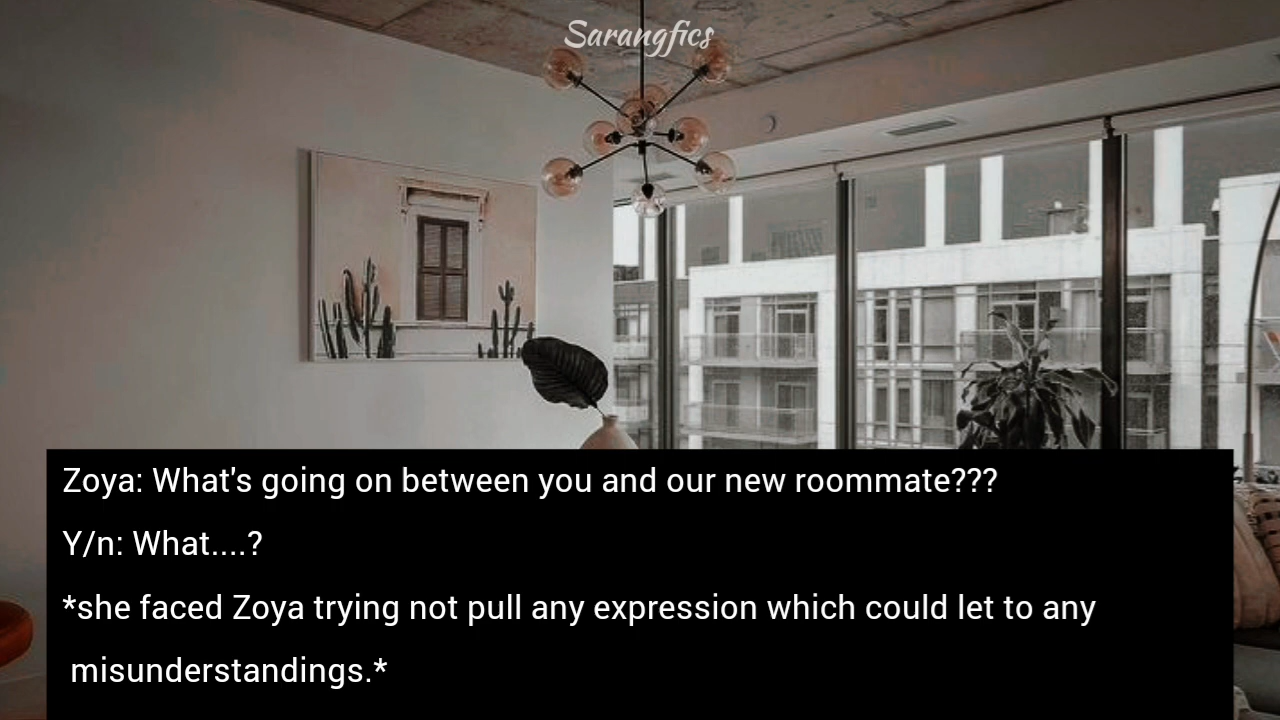 Sarangfics
Zoya: What's going on between you and our new roommate???
Y/n: What....?
*she faced Zoya trying not pull any expression which could let to any
misunderstandings.*